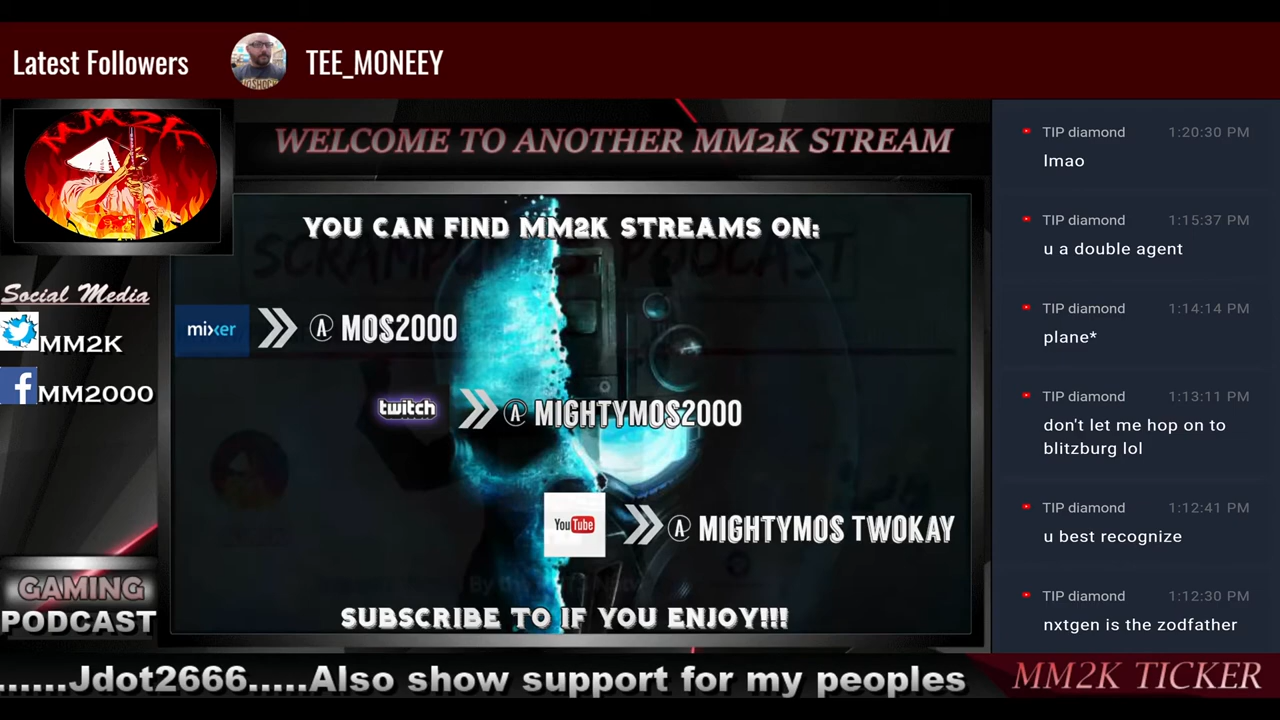 Latest Followers
TEE_MONEEY
MM2K
WELCOME TO ANOTHER MM2K STREAM
YOU CAN FIND MM2K STREAMS ON:
mixer @ MOS2000
twitch @ MIGHTYMOS2000
YouTube @ MIGHTYMOS TWOKAY
SUBSCRIBE TO IF YOU ENJOY!!!
Social Media
MM2K
MM2000
GAMING
PODCAST
TIP diamond 1:20:30 PM
lmao
TIP diamond 1:15:37 PM
u a double agent
TIP diamond 1:14:14 PM
plane*
TIP diamond 1:13:11 PM
don't let me hop on to
blitzburg lol
TIP diamond 1:12:41 PM
u best recognize
TIP diamond 1:12:30 PM
nxtgen is the zodfather
......Jdot2666.....Also show support for my peoples
MM2K TICKER